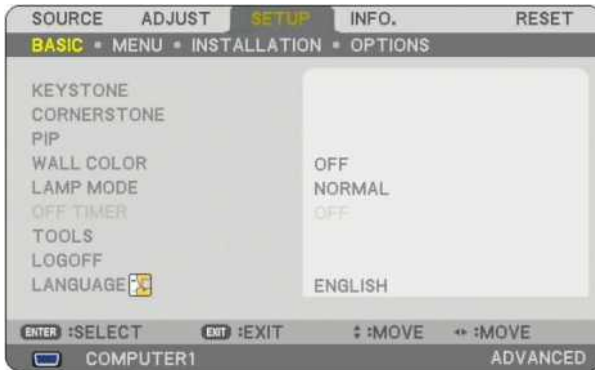 SOURCE ADJUST SETUP INFO. RESET
BASIC • MENU • INSTALLATION • OPTIONS
KEYSTONE
CORNERSTONE
PIP
WALL COLOR OFF
LAMP MODE NORMAL
OFF TIMER OFF
TOOLS
LOGOFF
LANGUAGE ENGLISH
ENTER :SELECT EXIT :EXIT :MOVE :MOVE
COMPUTER1 ADVANCED